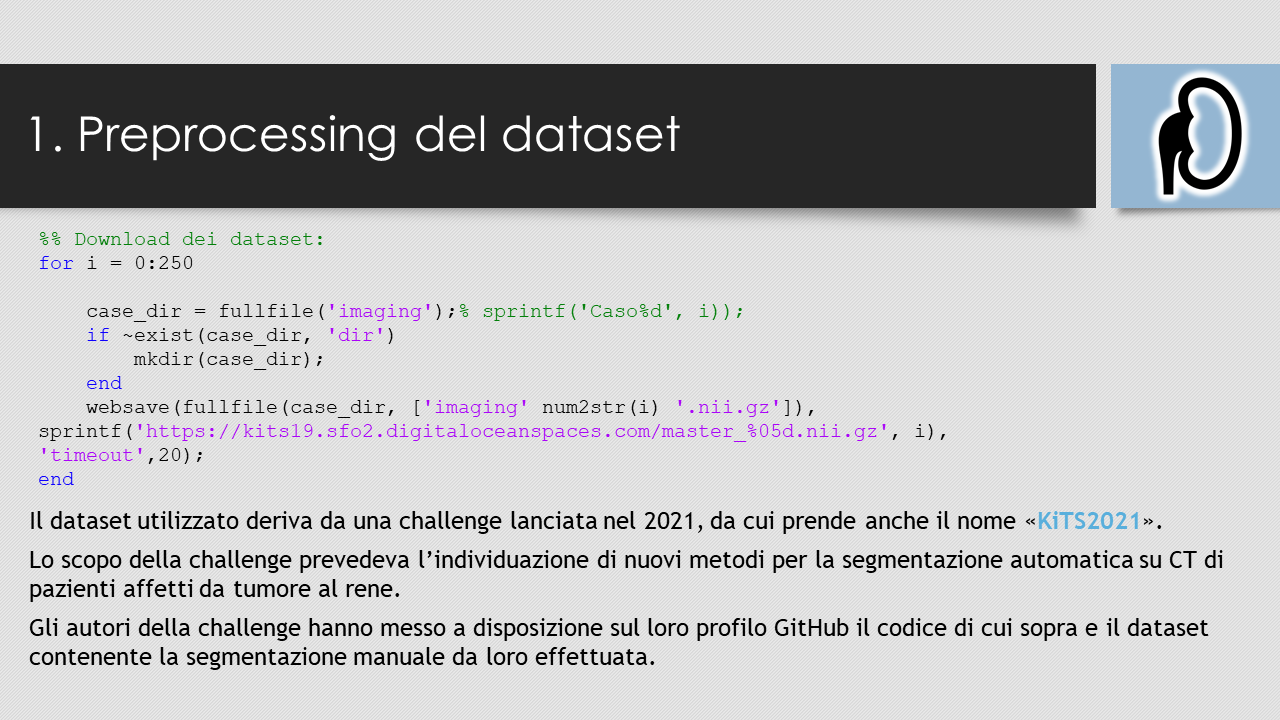 1. Preprocessing del dataset
%% Download dei dataset:
for i = 0:250
case_dir = fullfile('imaging');% sprintf('Caso%d', i));
if ~exist(case_dir, 'dir')
mkdir(case_dir);
end
websave(fullfile(case_dir, ['imaging' num2str(i) '.nii.gz']),
sprintf('https://kits19.sfo2.digitaloceanspaces.com/master_%05d.nii.gz', i),
'timeout',20);
end
Il dataset utilizzato deriva da una challenge lanciata nel 2021, da cui prende anche il nome «KiTS2021».
Lo scopo della challenge prevedeva l’individuazione di nuovi metodi per la segmentazione automatica su CT di
pazienti affetti da tumore al rene.
Gli autori della challenge hanno messo a disposizione sul loro profilo GitHub il codice di cui sopra e il dataset
contenente la segmentazione manuale da loro effettuata.